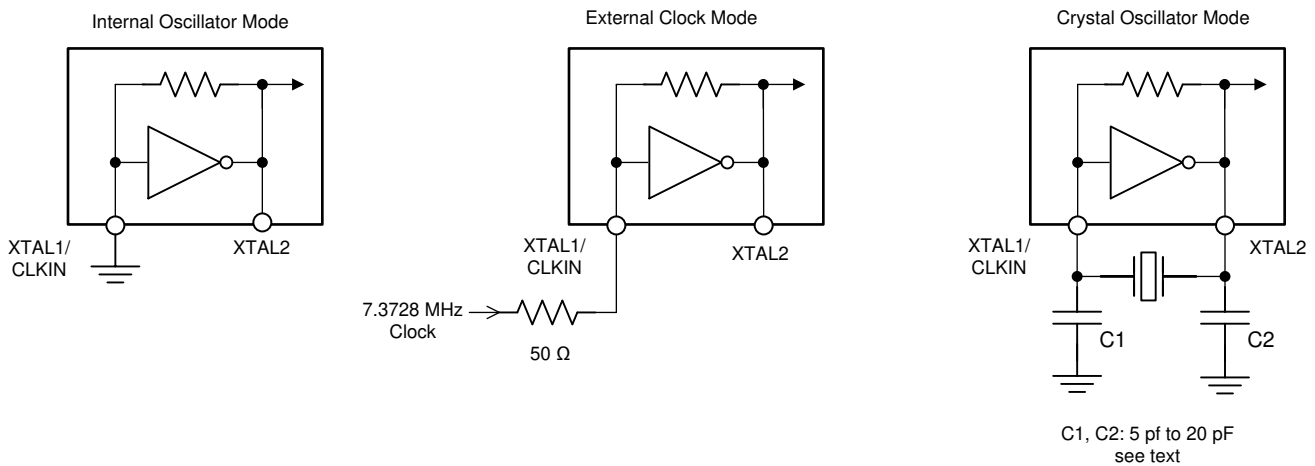 Internal Oscillator Mode
XTAL1/
CLKIN
XTAL2
External Clock Mode
XTAL1/
CLKIN
XTAL2
7.3728 MHz
Clock
50 Ω
Crystal Oscillator Mode
XTAL1/
CLKIN
XTAL2
C1
C2
C1, C2: 5 pf to 20 pF
see text